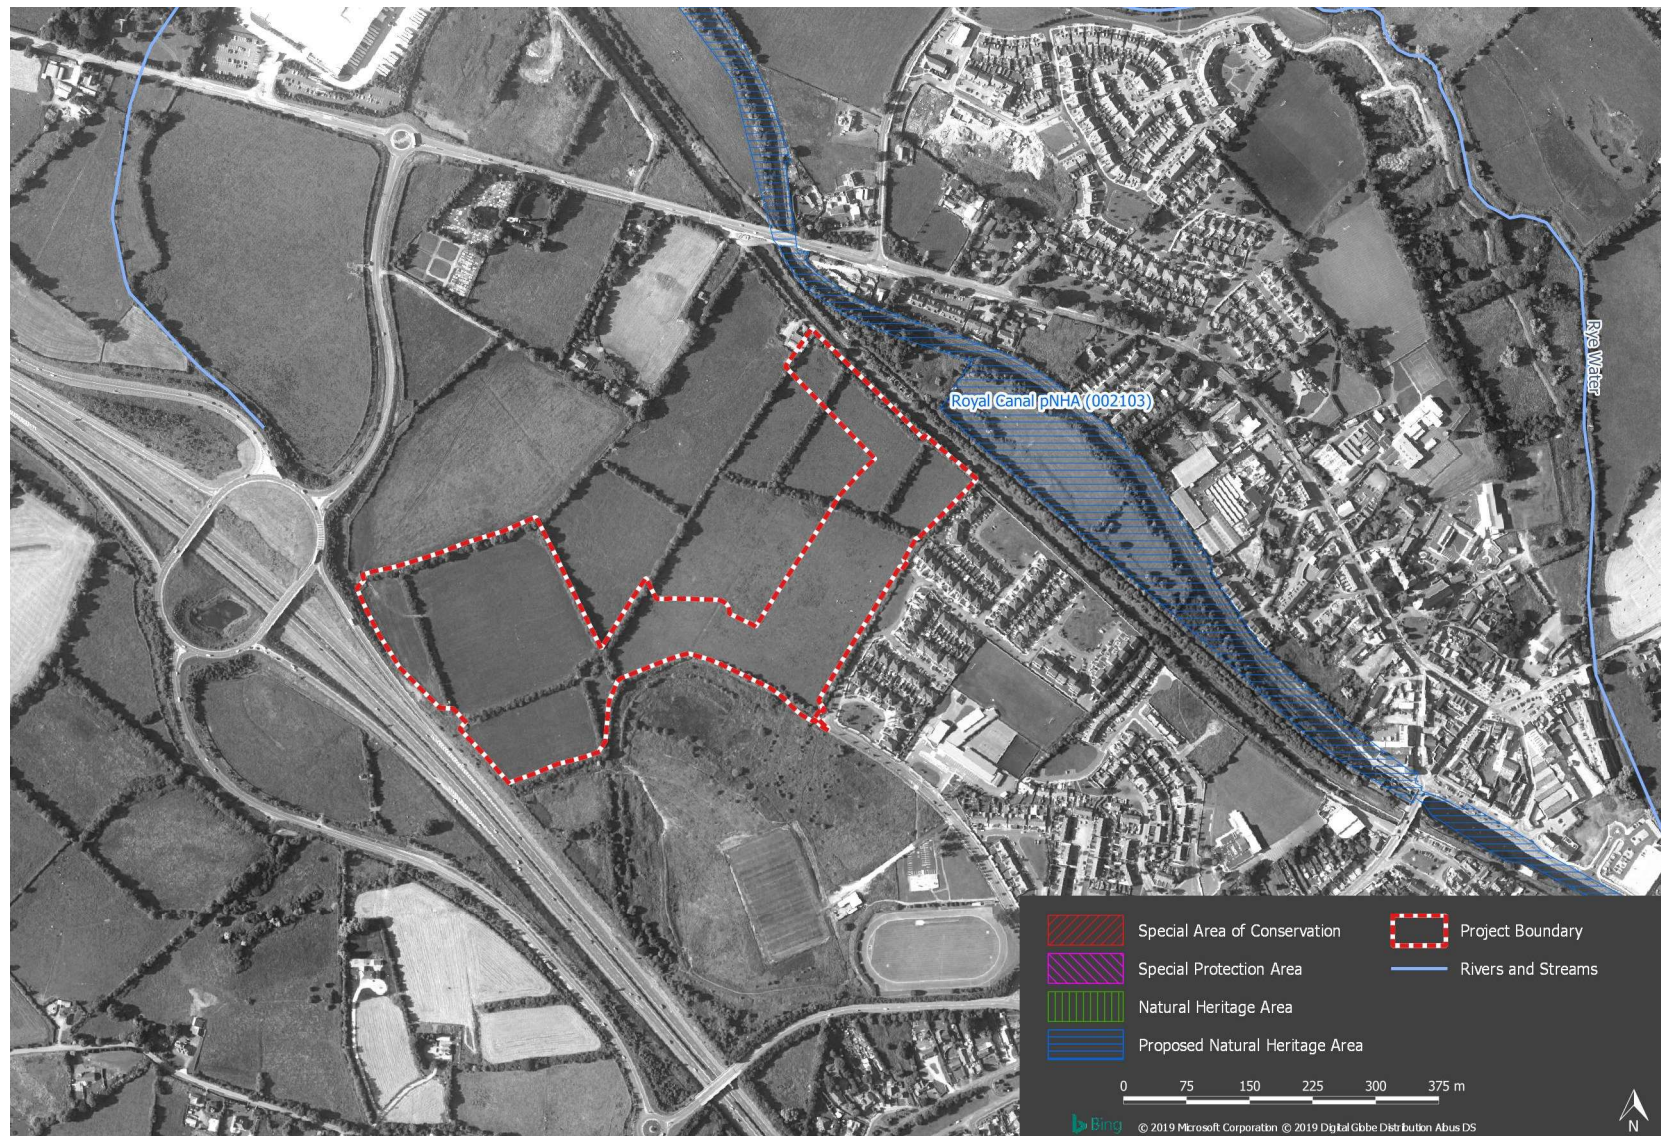 Royal Canal pNHA (002103)
Rye Water
Special Area of Conservation
Project Boundary
Special Protection Area
Rivers and Streams
Natural Heritage Area
Proposed Natural Heritage Area
0 75 150 225 300 375 m
Bing © 2019 Microsoft Corporation © 2019 Digital Globe Distribution Aibus DS
N